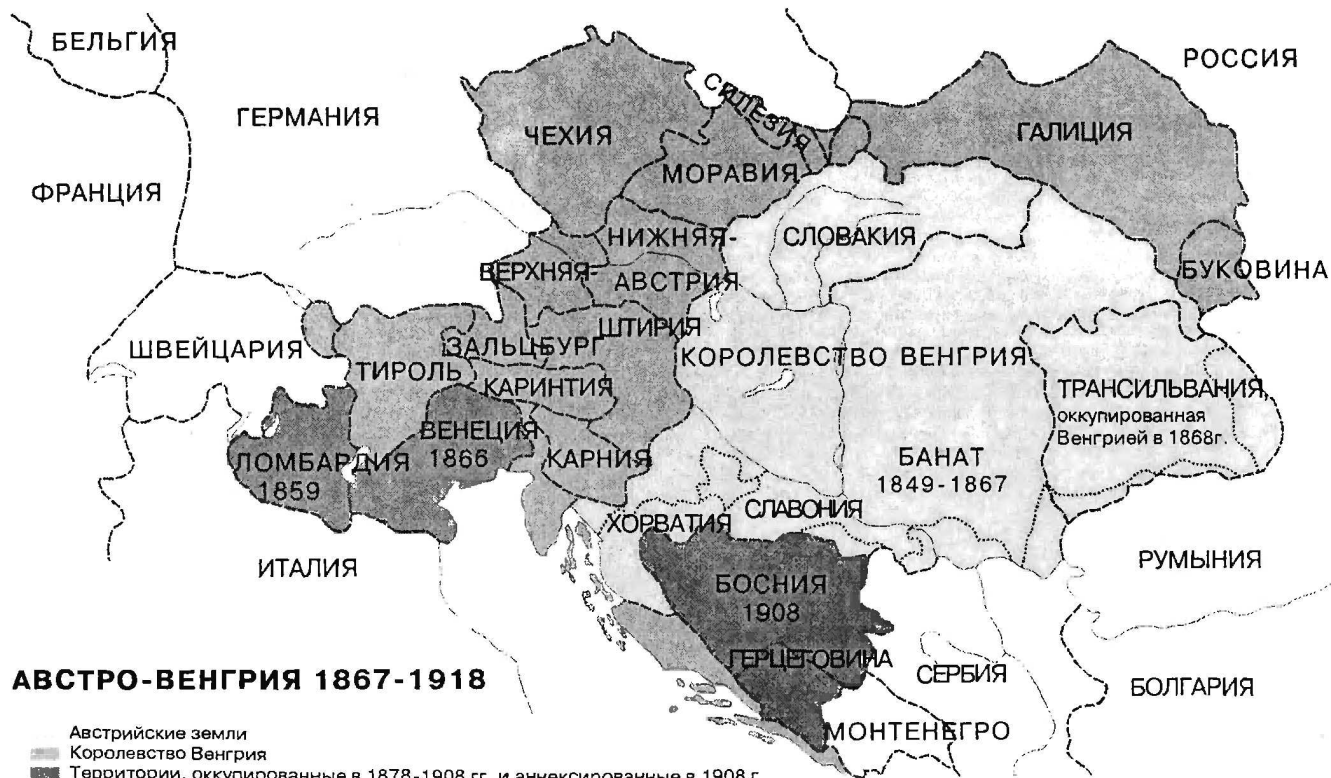 БЕЛЬГИЯ
РОССИЯ
ГЕРМАНИЯ
СИЛЕЗИЯ
ЧЕХИЯ
ГАЛИЦИЯ
МОРАВИЯ
ФРАНЦИЯ
НИЖНЯЯ-
СЛОВАКИЯ
ВЕРХНЯЯ-
АВСТРИЯ
БУКОВИНА
ШТИРИЯ
ШВЕЙЦАРИЯ
ЗАЛЬЦБУРГ
КОРОЛЕВСТВО ВЕНГРИЯ
ТИРОЛЬ
КАРИНТИЯ
ТРАНСИЛЬВАНИЯ,
оккупированная
Венгрией в 1868г.
ВЕНЕЦИЯ
1866
ЛОМБАРДИЯ
1859
КАРНИЯ
БАНАТ
1849-1867
СЛАВОНИЯ
ХОРВАТИЯ
ИТАЛИЯ
РУМЫНИЯ
БОСНИЯ
1908
ГЕРЦЕГОВИНА
СЕРБИЯ
БОЛГАРИЯ
МОНТЕНЕГРО
АВСТРО-ВЕНГРИЯ 1867-1918
Австрийские земли
Королевство Венгрия
Территории, оккупированные в 1878-1908 гг. и аннексированные в 1908 г.